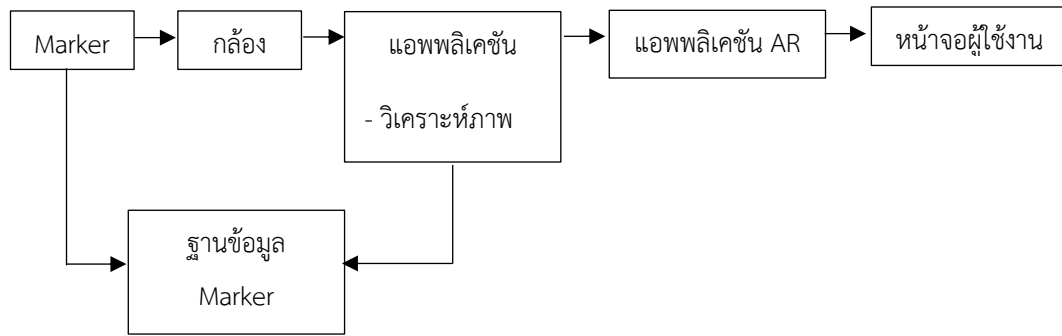 Marker
กล้อง
แอพพลิเคชัน
- วิเคราะห์ภาพ
แอพพลิเคชัน AR
หน้าจอผู้ใช้งาน
ฐานข้อมูล
Marker